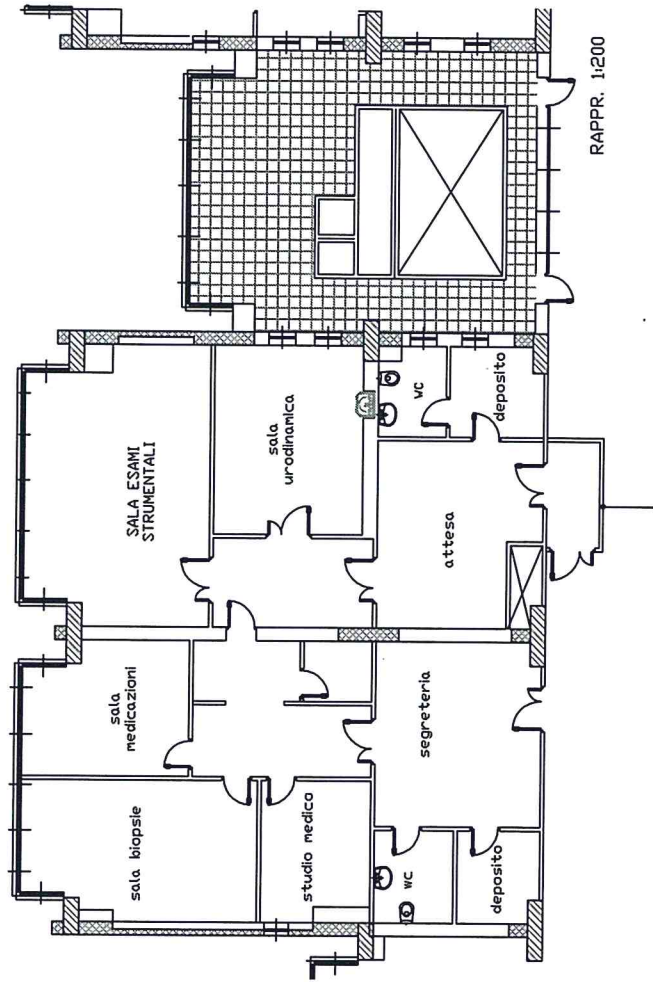 SALA ESAMI
STRUMENTALI
sala
urodinamica
WC
deposito
attesa
sala
medicazioni
segreteria
sala biopsie
studio medico
WC
deposito
RAPPR. 1:200